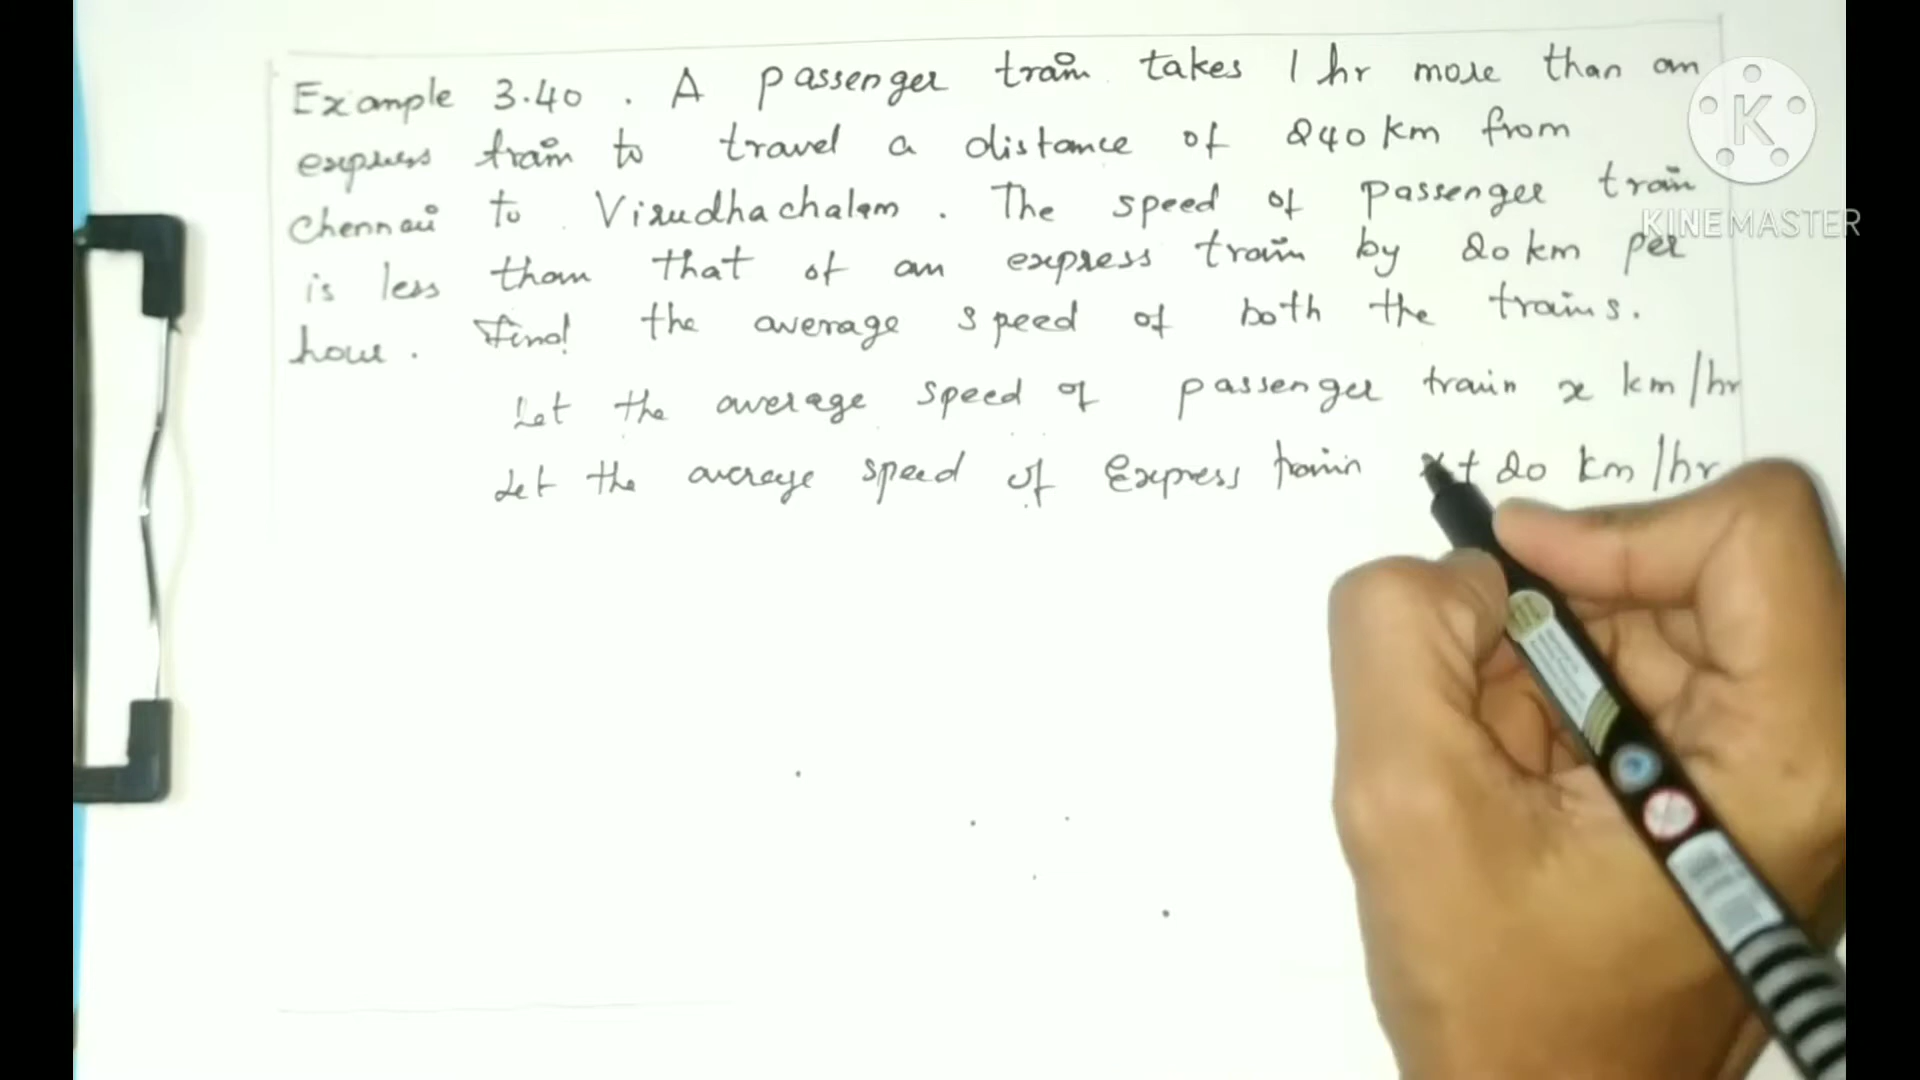 Example 3.40 . A passenger train takes 1 hr more than an
express train to travel a distance of 240 km from
Chennai to Virudhachalam . The speed of passenger train
is less than that of an express train by 20 km per
hour . Find the average speed of both the trains .
Let the average speed of passenger train x km/hr
Let the average speed of Express train x + 20 km/hr
K
KINEMASTER